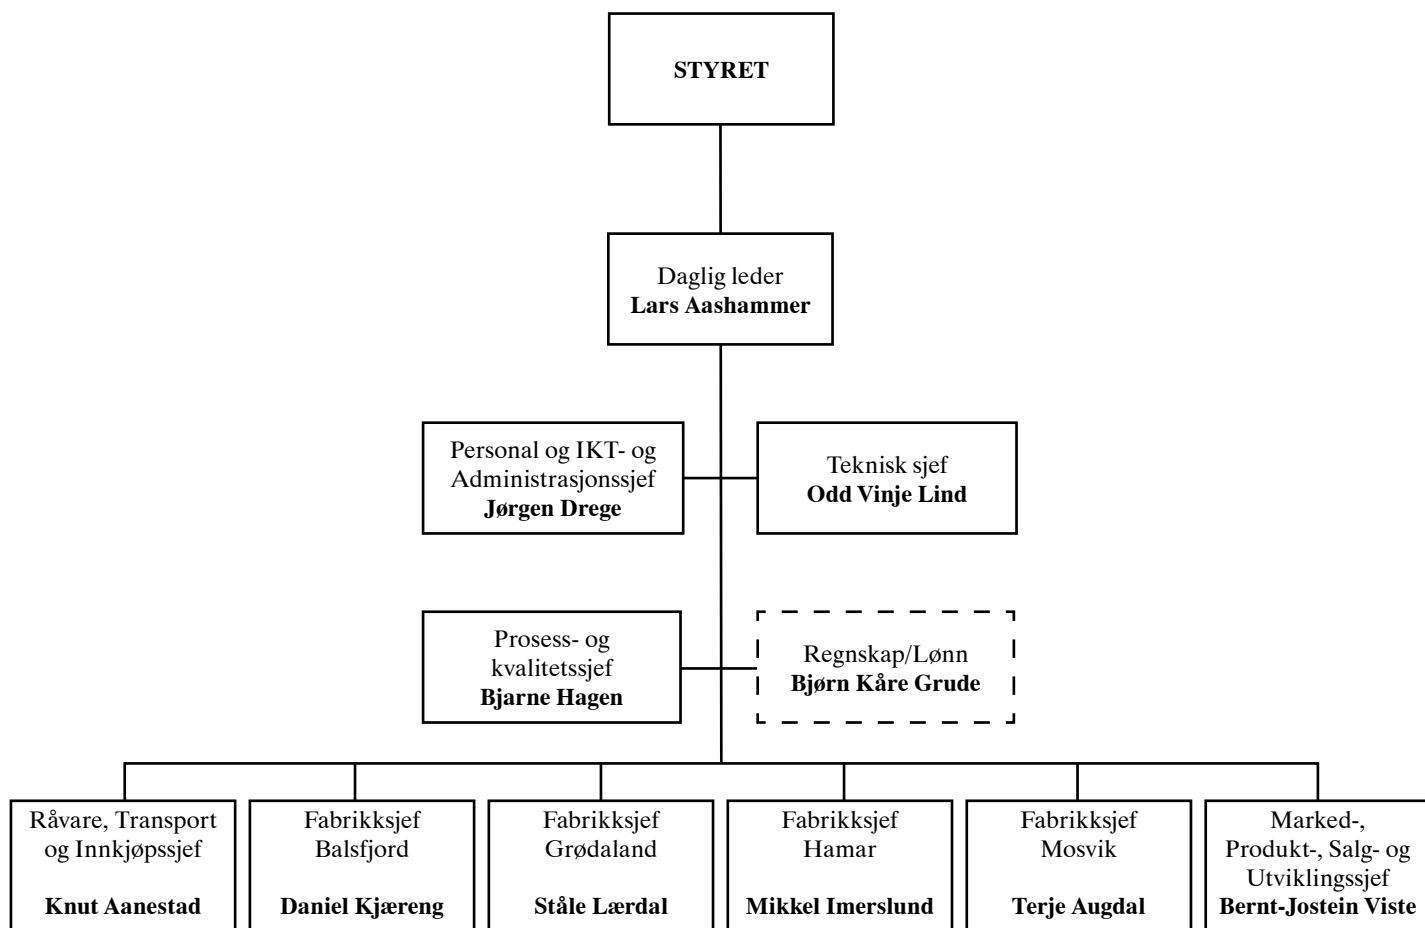 STYRET
Daglig leder
Lars Aashammer
Personal og IKT- og
Administrasjonssjef
Jørgen Drege
Teknisk sjef
Odd Vinje Lind
Prosess- og
kvalitetssjef
Bjarne Hagen
Regnskap/Lønn
Bjørn Kåre Grude
Råvare, Transport
og Innkjøpssjef
Knut Aanestad
Fabrikksjef
Balsfjord
Daniel Kjæreng
Fabrikksjef
Grødaland
Ståle Lærdal
Fabrikksjef
Hamar
Mikkel Imerslund
Fabrikksjef
Mosvik
Terje Augdal
Marked-,
Produkt-, Salg- og
Utviklingssjef
Bernt-Jostein Viste